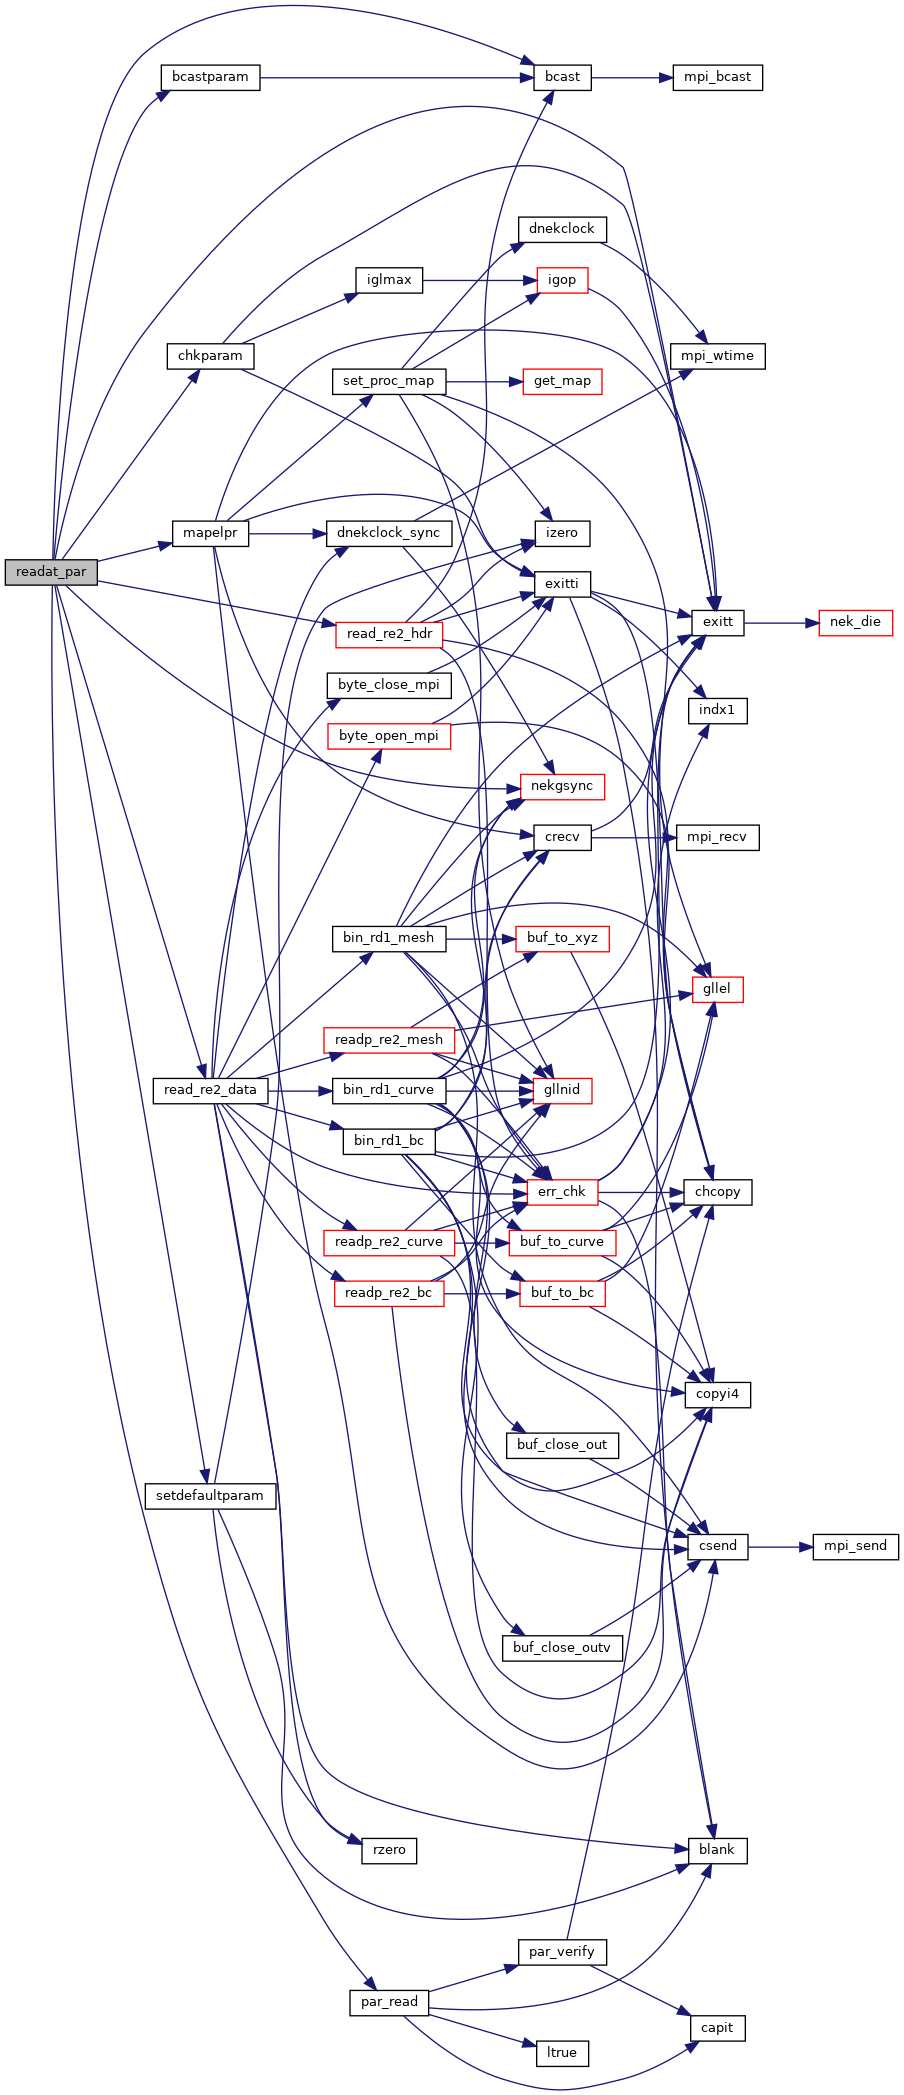 bcastparam
bcast
mpi_bcast
dnekclock
iglmax
igop
chkparam
mpi_wtime
set_proc_map
get_map
mapelpr
dnekclock_sync
izero
readat_par
exitti
read_re2_hdr
exitt
nek_die
byte_close_mpi
indx1
byte_open_mpi
nekgsync
crecv
mpi_recv
bin_rd1_mesh
buf_to_xyz
gllel
readp_re2_mesh
read_re2_data
bin_rd1_curve
gllnid
bin_rd1_bc
err_chk
chcopy
readp_re2_curve
buf_to_curve
readp_re2_bc
buf_to_bc
copyi4
buf_close_out
setdefaultparam
csend
mpi_send
buf_close_outv
rzero
blank
par_verify
par_read
capit
ltrue